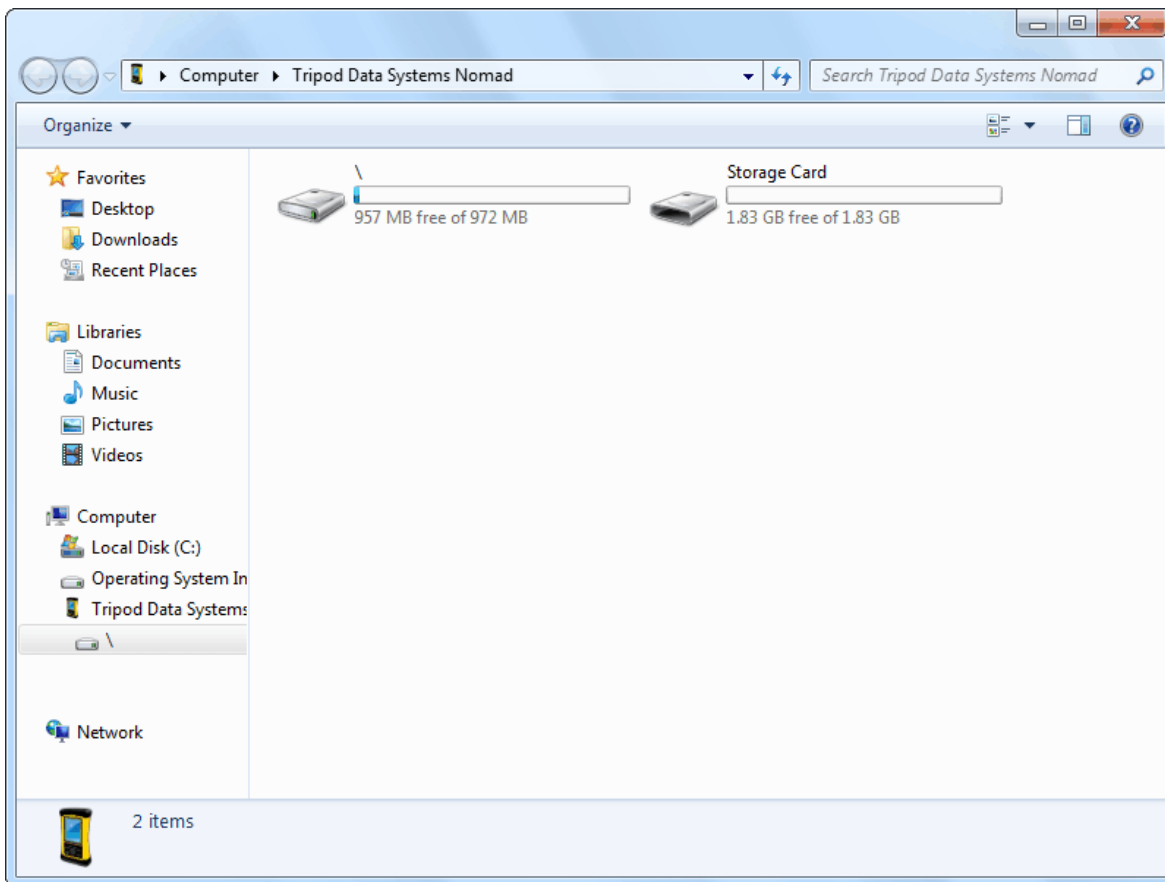 Computer Tripod Data Systems Nomad
Search Tripod Data Systems Nomad
Organize
Favorites
Desktop
Downloads
Recent Places
Libraries
Documents
Music
Pictures
Videos
Computer
Local Disk (C:)
Operating System In
Tripod Data Systems
\
Network
\
957 MB free of 972 MB
Storage Card
1.83 GB free of 1.83 GB
2 items